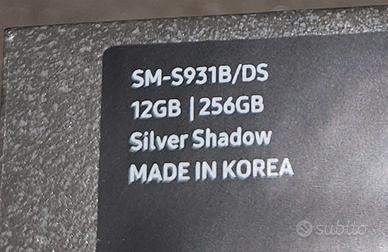 SM-S931B/DS
12GB | 256GB
Silver Shadow
MADE IN KOREA
subito